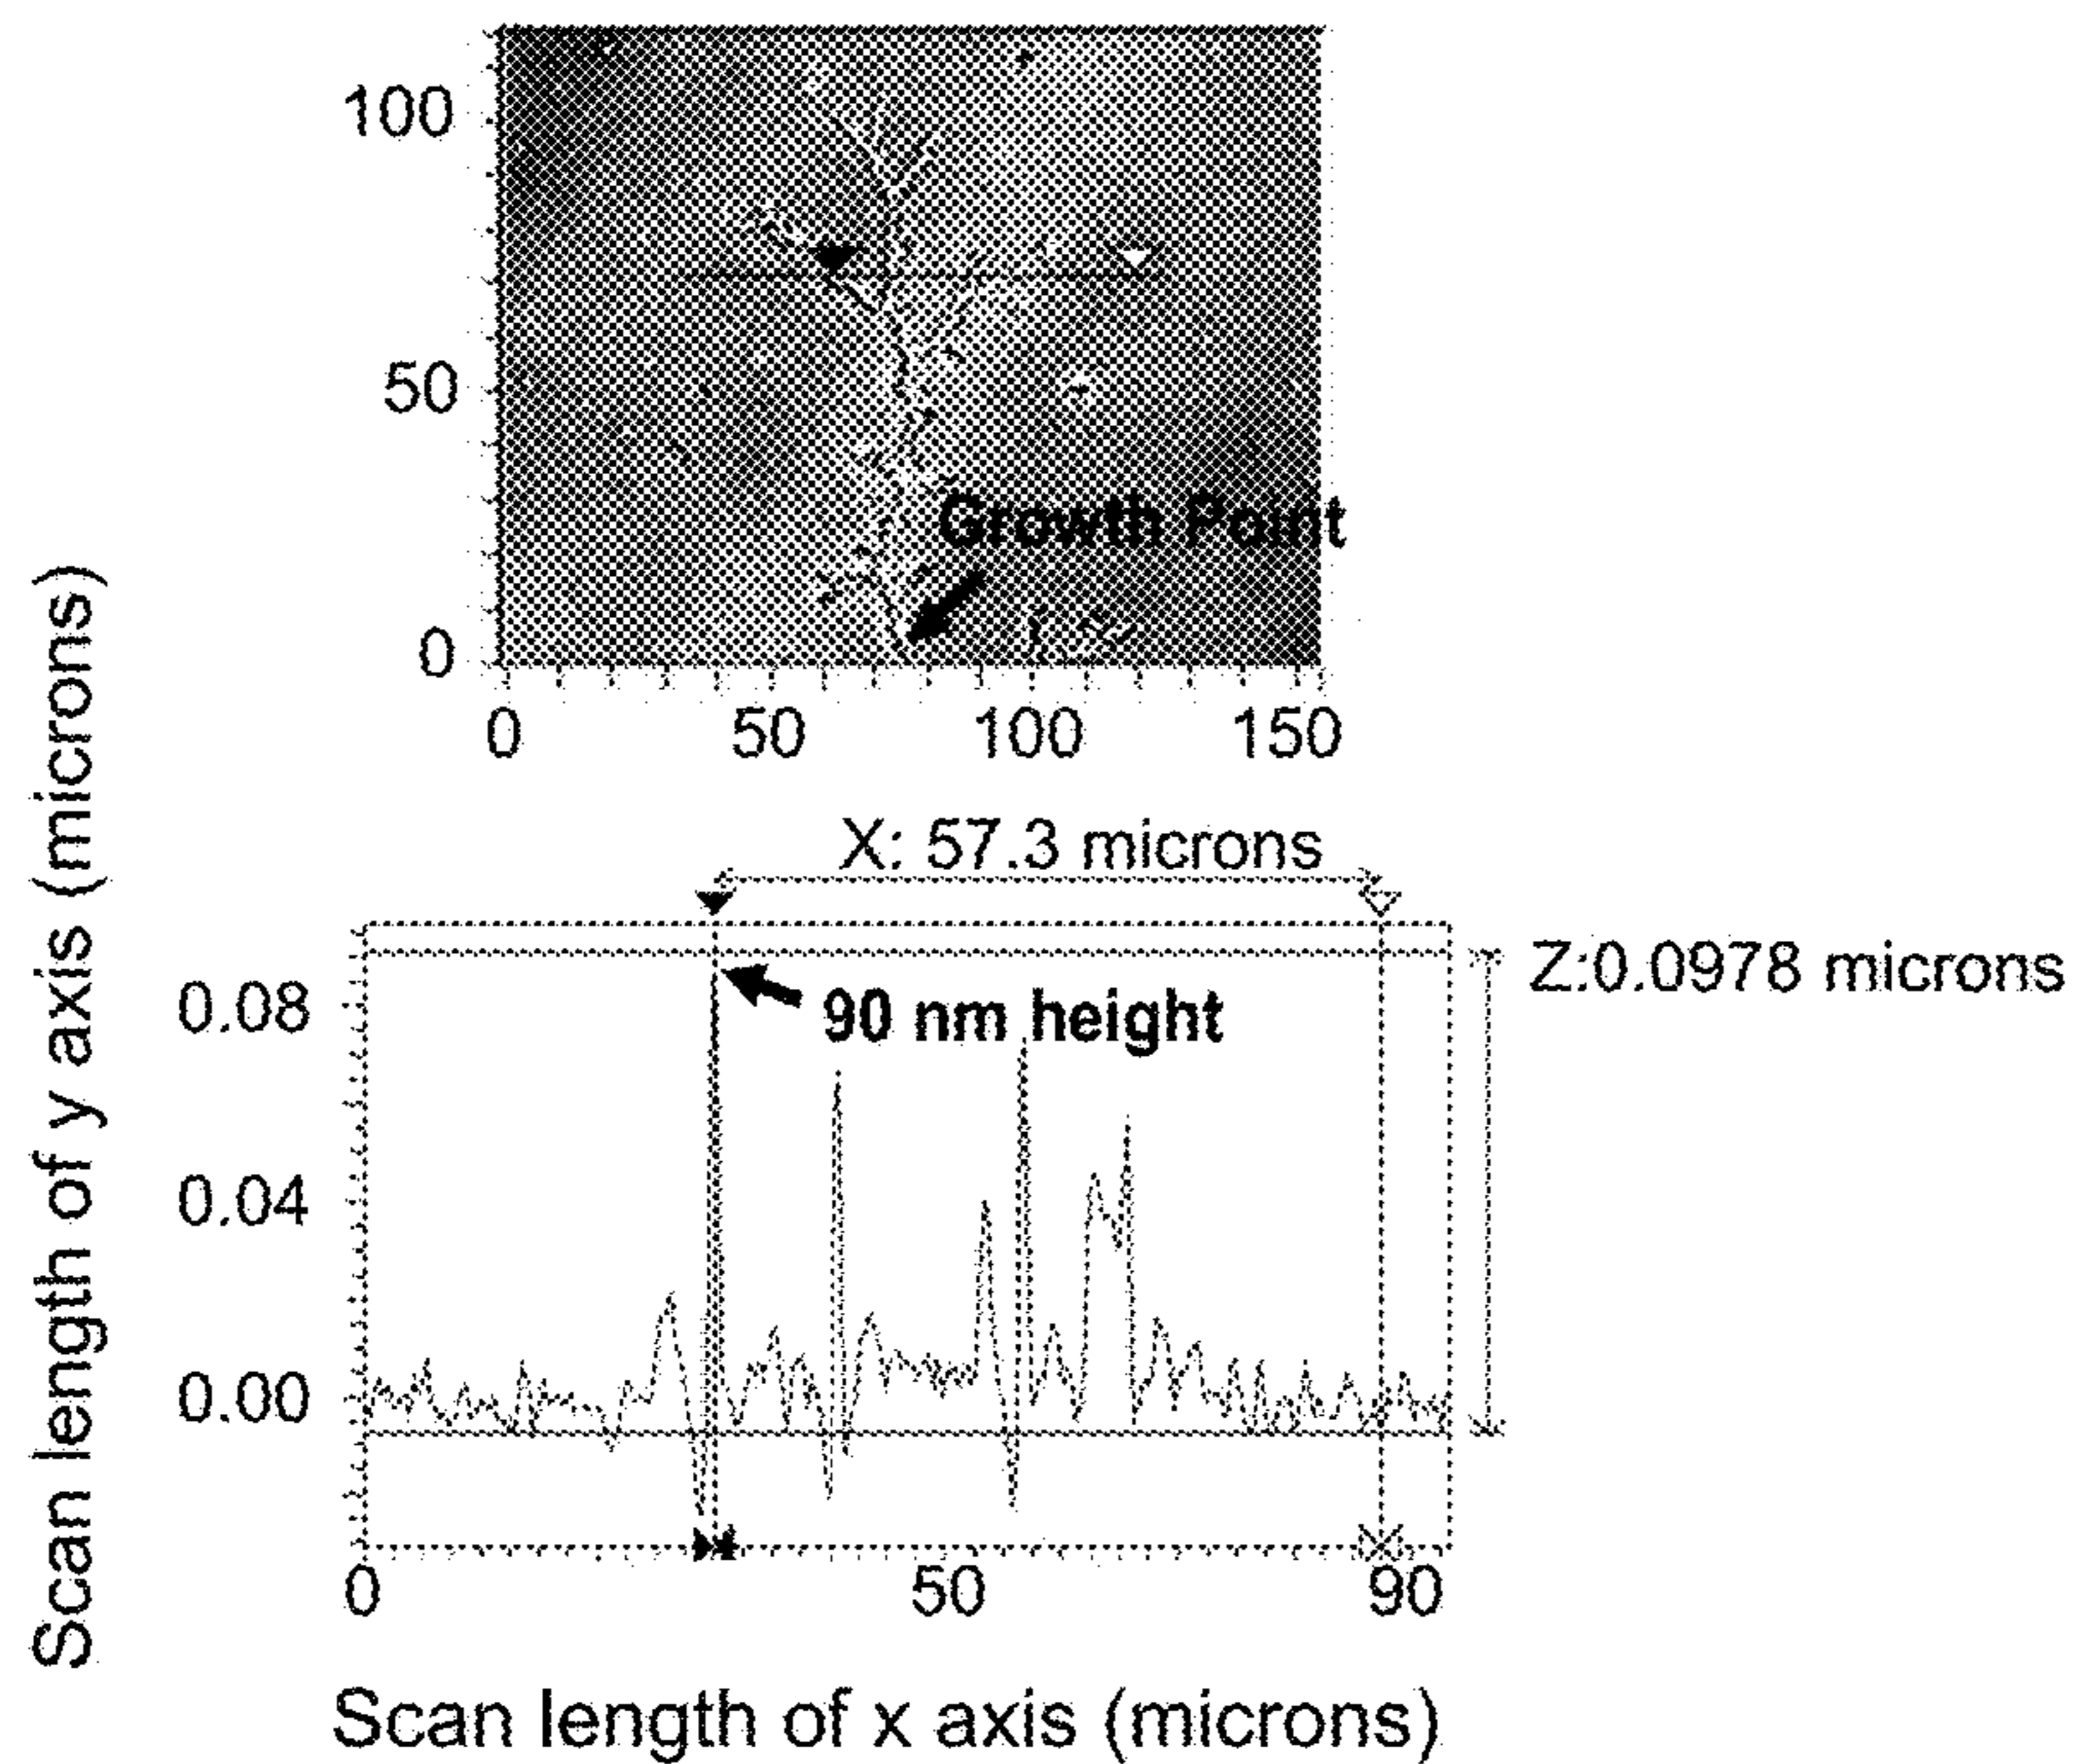 100
50
0
Growth Point
0 50 100 150
X: 57.3 microns
Z:0.0978 microns
90 nm height
0.08
0.04
0.00
0 50 90
Scan length of y axis (microns)
Scan length of x axis (microns)